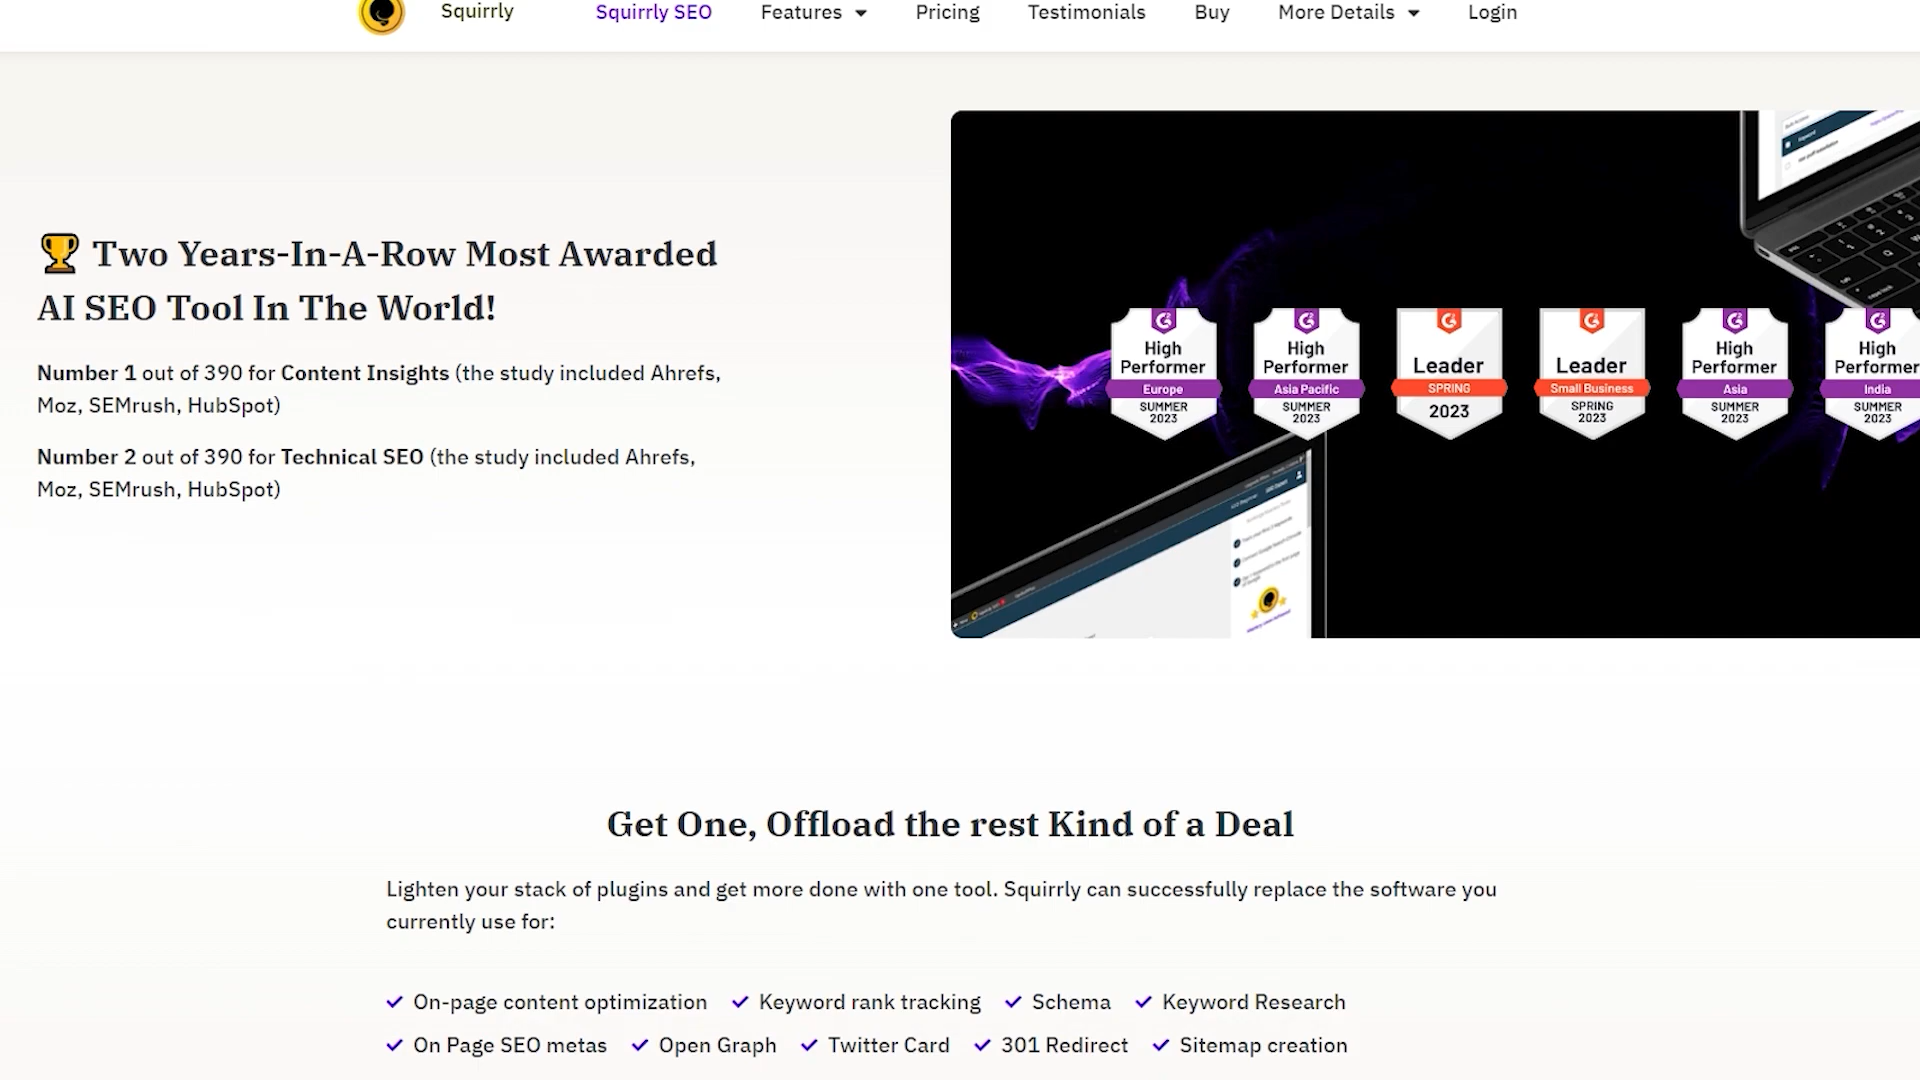 Squirrly
Squirrly SEO
Features
Pricing
Testimonials
Buy
More Details
Login
Two Years-In-A-Row Most Awarded
AI SEO Tool In The World!
Number 1 out of 390 for Content Insights (the study included Ahrefs,
Moz, SEMrush, HubSpot)
Number 2 out of 390 for Technical SEO (the study included Ahrefs,
Moz, SEMrush, HubSpot)
High
Performer
Europe
SUMMER
2023
High
Performer
Asia Pacific
SUMMER
2023
Leader
SPRING
2023
Leader
Small Business
SPRING
2023
High
Performer
Asia
SUMMER
2023
High
Performer
India
SUMMER
2023
Get One, Offload the rest Kind of a Deal
Lighten your stack of plugins and get more done with one tool. Squirrly can successfully replace the software you
currently use for:
On-page content optimization
Keyword rank tracking
Schema
Keyword Research
On Page SEO metas
Open Graph
Twitter Card
301 Redirect
Sitemap creation